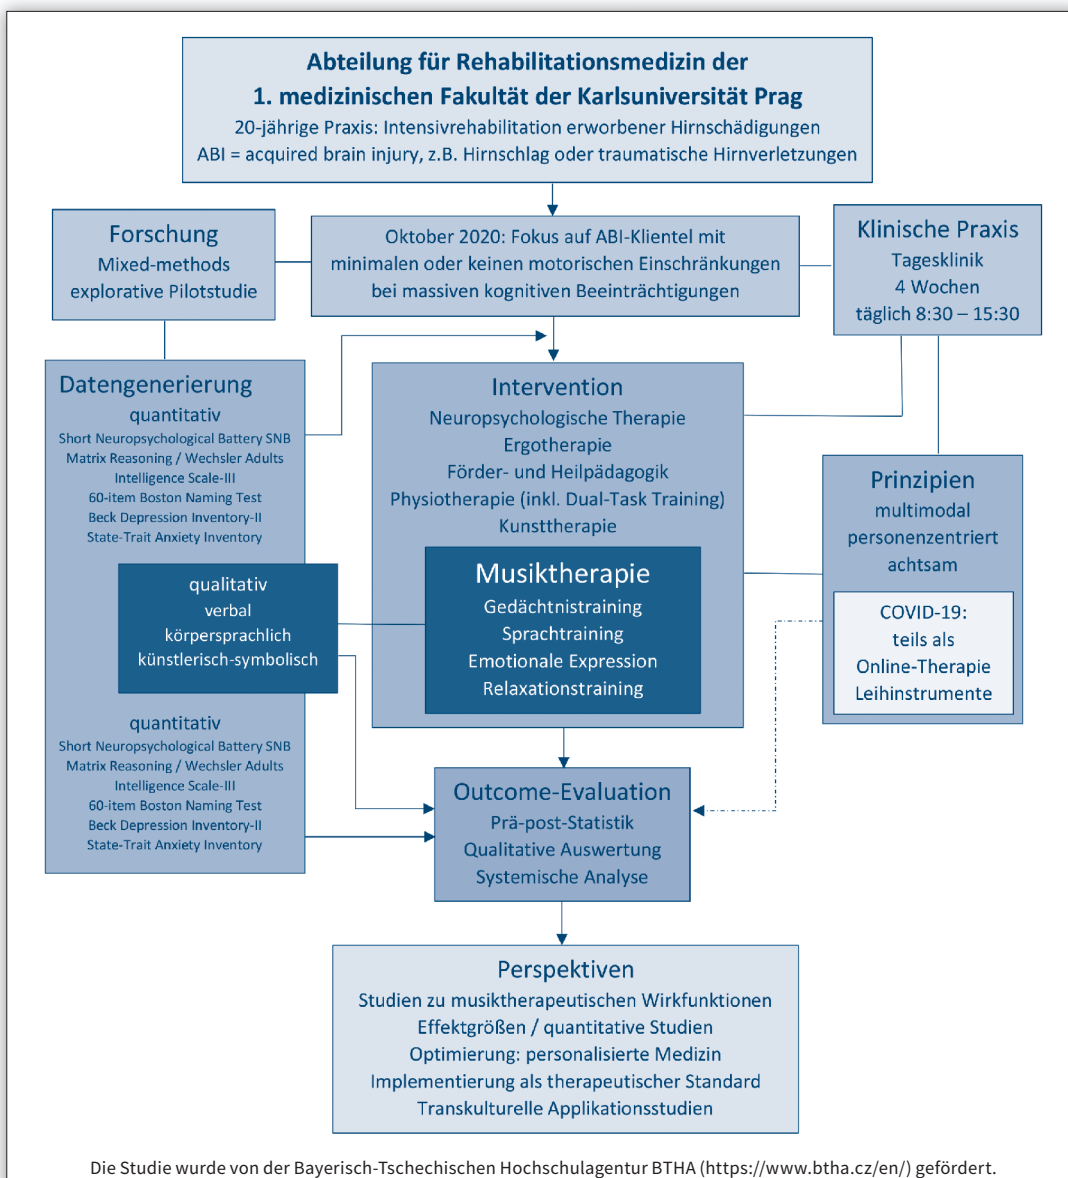 Abteilung für Rehabilitationsmedizin der
1. medizinischen Fakultät der Karlsuniversität Prag
20-jährige Praxis: Intensivrehabilitation erworbener Hirnschädigungen
ABI = acquired brain injury, z.B. Hirnschlag oder traumatische Hirnverletzungen
Forschung
Mixed-methods
explorative Pilotstudie
Oktober 2020: Fokus auf ABI-Klientel mit
minimalen oder keinen motorischen Einschränkungen
bei massiven kognitiven Beeinträchtigungen
Klinische Praxis
Tagesklinik
4 Wochen
täglich 8:30 – 15:30
Datengenerierung
quantitativ
Short Neuropsychological Battery SNB
Matrix Reasoning / Wechsler Adults
Intelligence Scale-III
60-item Boston Naming Test
Beck Depression Inventory-II
State-Trait Anxiety Inventory
qualitativ
verbal
körpersprachlich
künstlerisch-symbolisch
quantitativ
Short Neuropsychological Battery SNB
Matrix Reasoning / Wechsler Adults
Intelligence Scale-III
60-item Boston Naming Test
Beck Depression Inventory-II
State-Trait Anxiety Inventory
Intervention
Neuropsychologische Therapie
Ergotherapie
Förder- und Heilpädagogik
Physiotherapie (inkl. Dual-Task Training)
Kunsttherapie
Musiktherapie
Gedächtnistraining
Sprachtraining
Emotionale Expression
Relaxationstraining
Prinzipien
multimodal
personenzentriert
achtsam
COVID-19:
teils als
Online-Therapie
Leihinstrumente
Outcome-Evaluation
Prä-post-Statistik
Qualitative Auswertung
Systemische Analyse
Perspektiven
Studien zu musiktherapeutischen Wirkfunktionen
Effektgrößen / quantitative Studien
Optimierung: personalisierte Medizin
Implementierung als therapeutischer Standard
Transkulturelle Applikationsstudien
Die Studie wurde von der Bayerisch-Tschechischen Hochschulagentur BTHA (https://www.btha.cz/en/) gefördert.